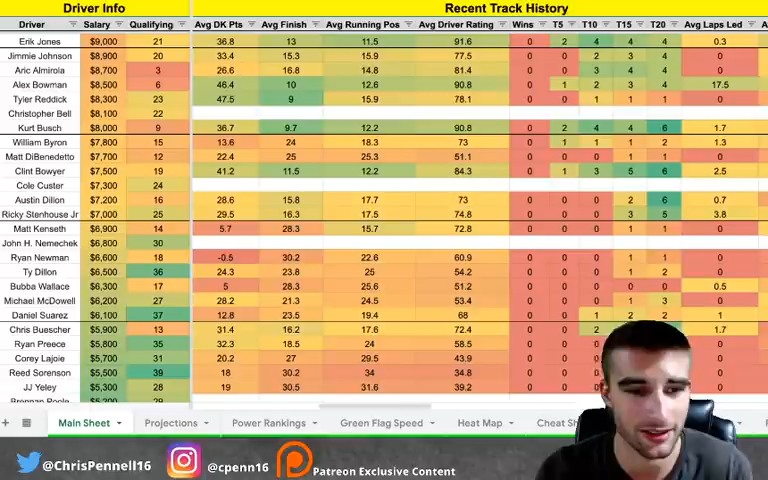 Driver Info Recent Track History
Driver Salary Qualifying Avg DK Pts Avg Finish Avg Running Pos Avg Driver Rating Wins T5 T10 T15 T20 Avg Laps Led
Erik Jones $9,000 21 36.8 13 11.5 91.6 0 2 4 4 4 0.3
Jimmie Johnson $8,900 20 33.4 15.3 15.9 77.5 0 0 2 3 4 0
Aric Almirola $8,700 3 26.6 16.8 14.8 81.4 0 0 3 4 4 0
Alex Bowman $8,500 6 46.4 10 12.6 90.8 0 1 2 3 4 17.5
Tyler Reddick $8,300 23 47.5 9 15.9 78.1 0 0 1 1 1 0
Christopher Bell $8,100 22
Kurt Busch $8,000 9 36.7 9.7 12.2 90.8 0 2 4 4 6 1.7
William Byron $7,800 15 13.6 24 18.3 73 0 1 1 1 2 1.3
Matt DiBenedetto $7,700 12 22.4 25 25.3 51.1 0 0 0 1 1 0
Clint Bowyer $7,500 19 41.2 11.5 12.2 84.3 0 1 3 5 6 2.5
Cole Custer $7,300 24
Austin Dillon $7,200 16 28.6 15.8 17.7 73 0 0 2 6 0.7
Ricky Stenhouse Jr $7,000 25 29.5 16.3 17.5 74.8 0 0 3 5 3.8
Matt Kenseth $6,900 14 5.7 28.3 15.7 72.8 0 0 1 1 0
John H. Nemechek $6,800 30
Ryan Newman $6,600 18 -0.5 30.2 22.6 60.9 0 0 1 1 0
Ty Dillon $6,500 36 24.3 23.8 25 54.2 0 0 1 2 0
Bubba Wallace $6,300 17 5 28.3 25.6 51.2 0 0 0 0 0 0.5
Michael McDowell $6,200 27 28.2 21.3 24.5 53.4 0 0 1 3 0
Daniel Suarez $6,100 37 12.8 23.5 19.4 68 0 0 1 2 2 1
Chris Buescher $5,900 13 31.4 16.2 17.6 72.4 0 0 2 1.7
Ryan Preece $5,800 35 32.3 18.5 24 58.5 0 0 0
Corey Lajoie $5,700 31 20.2 27 29.5 43.9 0 0 0
Reed Sorenson $5,500 39 18 30.2 34 34.8 0 0 0
JJ Yeley $5,300 28 19 30.5 31.6 39.2 0 0 0
Brennan Poole $5,200 29
+ Main Sheet Projections Power Rankings Green Flag Speed Heat Map Cheat
@ChrisPennell16 @cpenn16 Patreon Exclusive Content